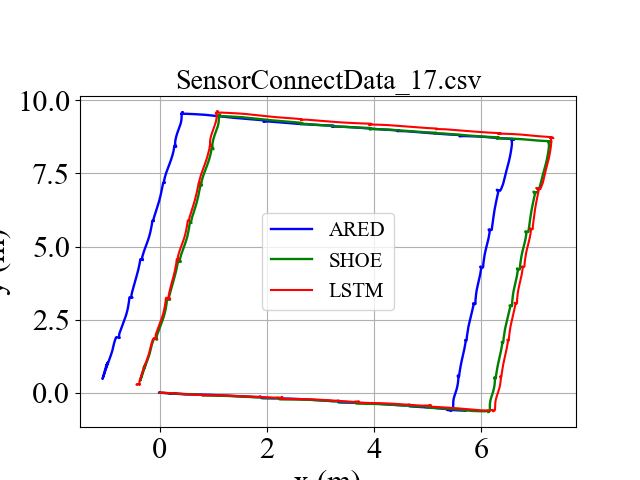 SensorConnectData_17.csv
10.0
7.5
5.0
2.5
0.0
ARED
SHOE
LSTM
0 2 4 6
x (m)
y (m)